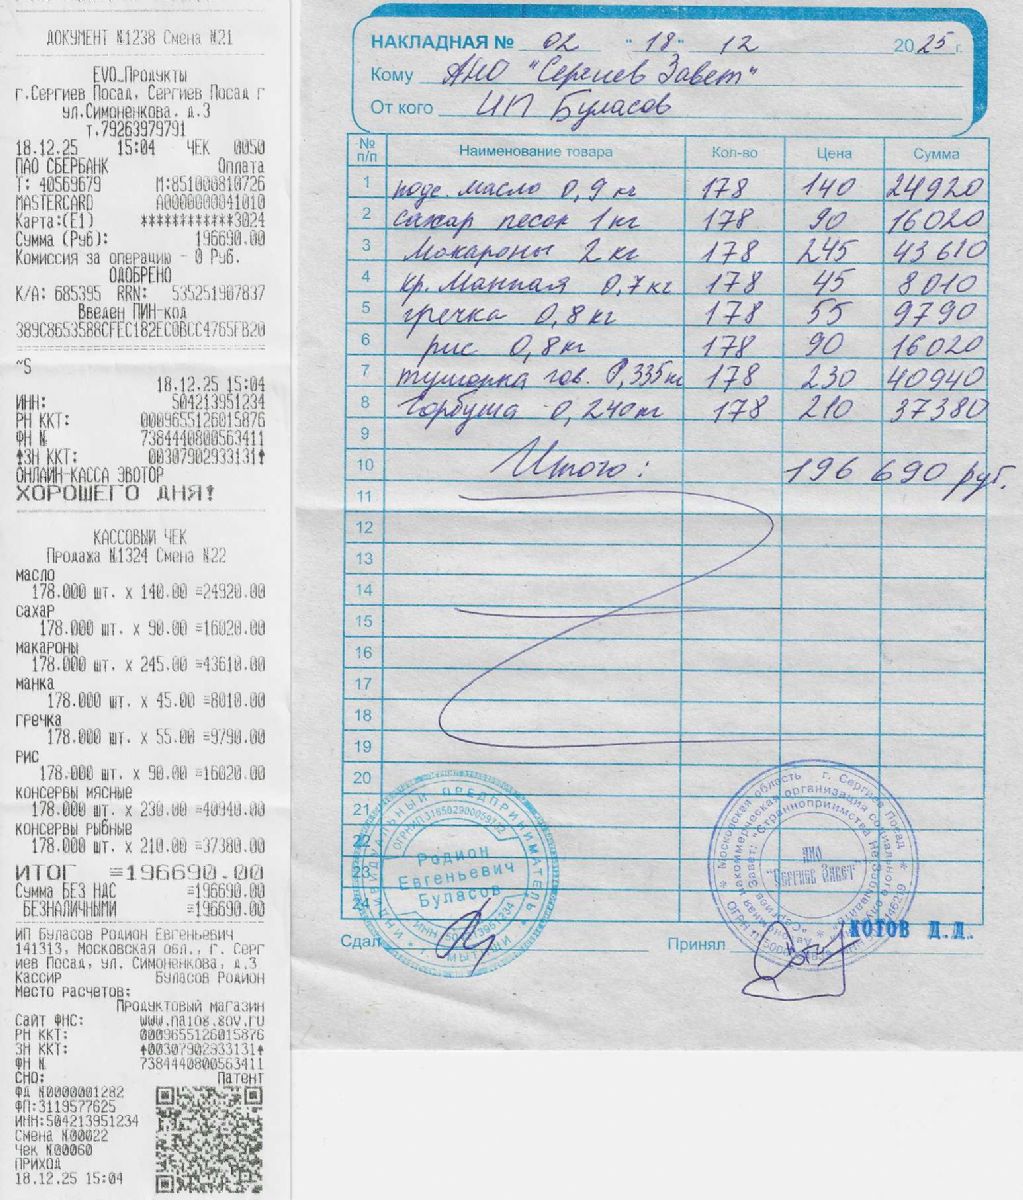 ДОКУМЕНТ №1238 Смена №21
EVO_Продукты
г.Сергиев Посад, Сергиев Посад г
ул.Симоненкова, д.3
т.79263979791
18.12.25 15:04 ЧЕК 0050
ПАО СБЕРБАНК Оплата
Т: 40569679 М:851000810726
MASTERCARD A0000000041010
Карта:(E1) ************3024
Сумма (Руб): 196690.00
Комиссия за операцию - 0 Руб.
ОДОБРЕНО
К/А: 685395 RRN: 535251907837
Введен ПИН-код
389C8653588CFEC182EC0BCC4765FB20
~S
18.12.25 15:04
ИНН: 504213951234
РН ККТ: 0009655126015876
ФН № 7384440800563411
ЗН ККТ: 00307902933131
ОНЛАЙН-КАССА ЭВОТОР
ХОРОШЕГО ДНЯ!
КАССОВЫЙ ЧЕК
Продажа №1324 Смена №22
масло
178.000 шт. x 140.00 =24920.00
сахар
178.000 шт. x 90.00 =16020.00
макароны
178.000 шт. x 245.00 =43610.00
манка
178.000 шт. x 45.00 =8010.00
гречка
178.000 шт. x 55.00 =9790.00
рис
178.000 шт. x 90.00 =16020.00
консервы мясные
178.000 шт. x 230.00 =40940.00
консервы рыбные
178.000 шт. x 210.00 =37380.00
ИТОГ =196690.00
Сумма БЕЗ НДС =196690.00
БЕЗНАЛИЧНЫМИ =196690.00
ИП Буласов Родион Евгеньевич
141313, Московская обл., г. Серг
иев Посад, ул. Симоненкова, д.3
Кассир Буласов Родион
Место расчетов:
Продуктовый магазин
Сайт ФНС: www.nalog.gov.ru
РН ККТ: 0009655126015876
ЗН ККТ: 00307902933131
ФН № 7384440800563411
СНО: Патент
ФД №0000001282
ФП:3119577625
ИНН:504213951234
Смена №00022
Чек №00060
ПРИХОД
18.12.25 15:04
НАКЛАДНАЯ № 02 "18" 12 2025 г.
Кому АНО "Сергиев Завет"
От кого ИП Буласов
№ п/п Наименование товара Кол-во Цена Сумма
1 подс. масло 0,9 кг 178 140 24920
2 сахар песок 1 кг 178 90 16020
3 Мокароны 2 кг 178 245 43610
4 кр. Манная 0,7 кг 178 45 8010
5 гречка 0,8 кг 178 55 9790
6 рис 0,8 кг 178 90 16020
7 тушонка гов. 0,335 кг 178 230 40940
8 Горбуша 0,240 кг 178 210 37380
9
10 Итого: 196 690 руб.
11
12
13
14
15
16
17
18
19
20
21
22
23
24
ИНДИВИДУАЛЬНЫЙ ПРЕДПРИНИМАТЕЛЬ
Родион
Евгеньевич
Буласов
ИНН 504213951234
г. МЫТИЩИ
Московская область г. Сергиев Посад
АНО
"СЕРГИЕВ ЗАВЕТ"
Сдал Принял КОТОВ Д.Д.